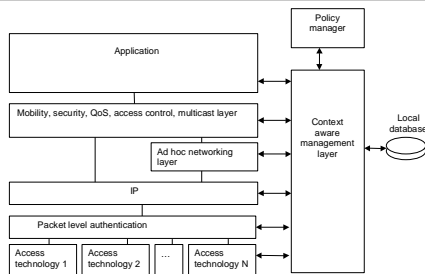 Policy
manager
Application
Mobility, security, QoS, access control, multicast layer
Context
aware
management
layer
Local
database
Ad hoc networking
layer
IP
Packet level authentication
Access
technology 1
Access
technology 2
...
Access
technology N